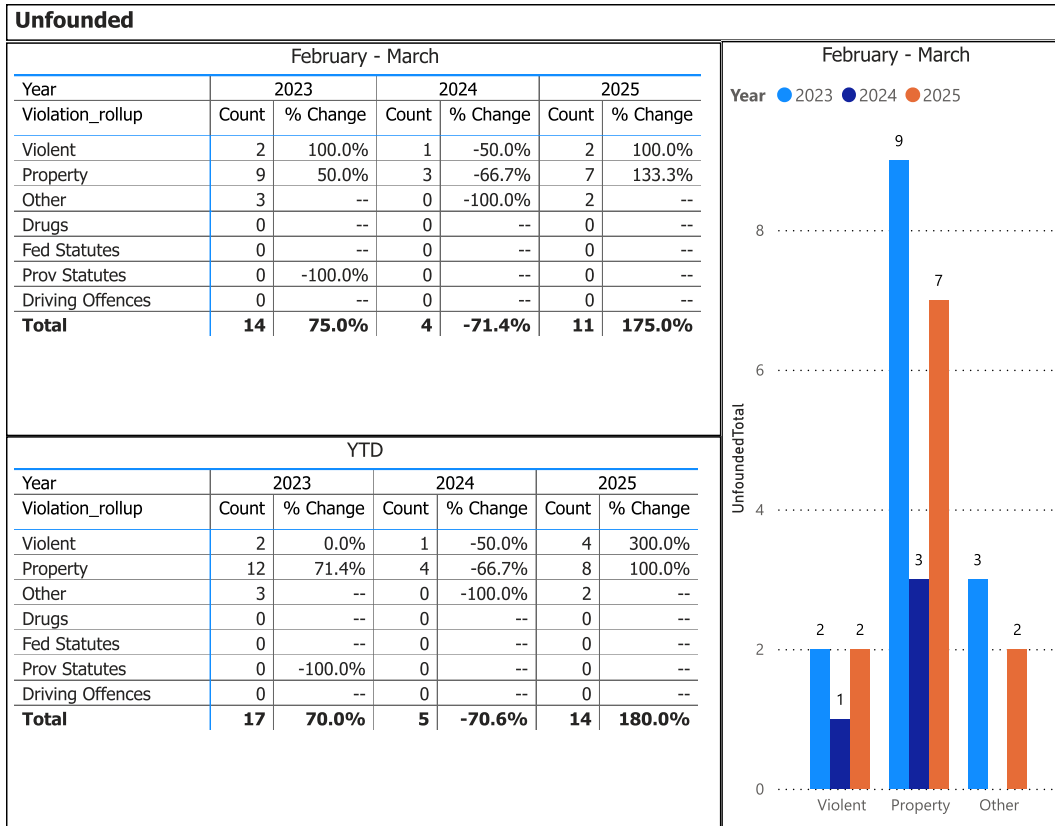 Unfounded
February - March
Year 2023 2024 2025
Violation_rollup Count % Change Count % Change Count % Change
Violent 2 100.0% 1 -50.0% 2 100.0%
Property 9 50.0% 3 -66.7% 7 133.3%
Other 3 -- 0 -100.0% 2 --
Drugs 0 -- 0 -- 0 --
Fed Statutes 0 -- 0 -- 0 --
Prov Statutes 0 -100.0% 0 -- 0 --
Driving Offences 0 -- 0 -- 0 --
Total 14 75.0% 4 -71.4% 11 175.0%
YTD
Year 2023 2024 2025
Violation_rollup Count % Change Count % Change Count % Change
Violent 2 0.0% 1 -50.0% 4 300.0%
Property 12 71.4% 4 -66.7% 8 100.0%
Other 3 -- 0 -100.0% 2 --
Drugs 0 -- 0 -- 0 --
Fed Statutes 0 -- 0 -- 0 --
Prov Statutes 0 -100.0% 0 -- 0 --
Driving Offences 0 -- 0 -- 0 --
Total 17 70.0% 5 -70.6% 14 180.0%
February - March
Year 2023 2024 2025
9
8
7
6
UnfoundedTotal
4
3 3
2 2 2
2
1
0
Violent Property Other